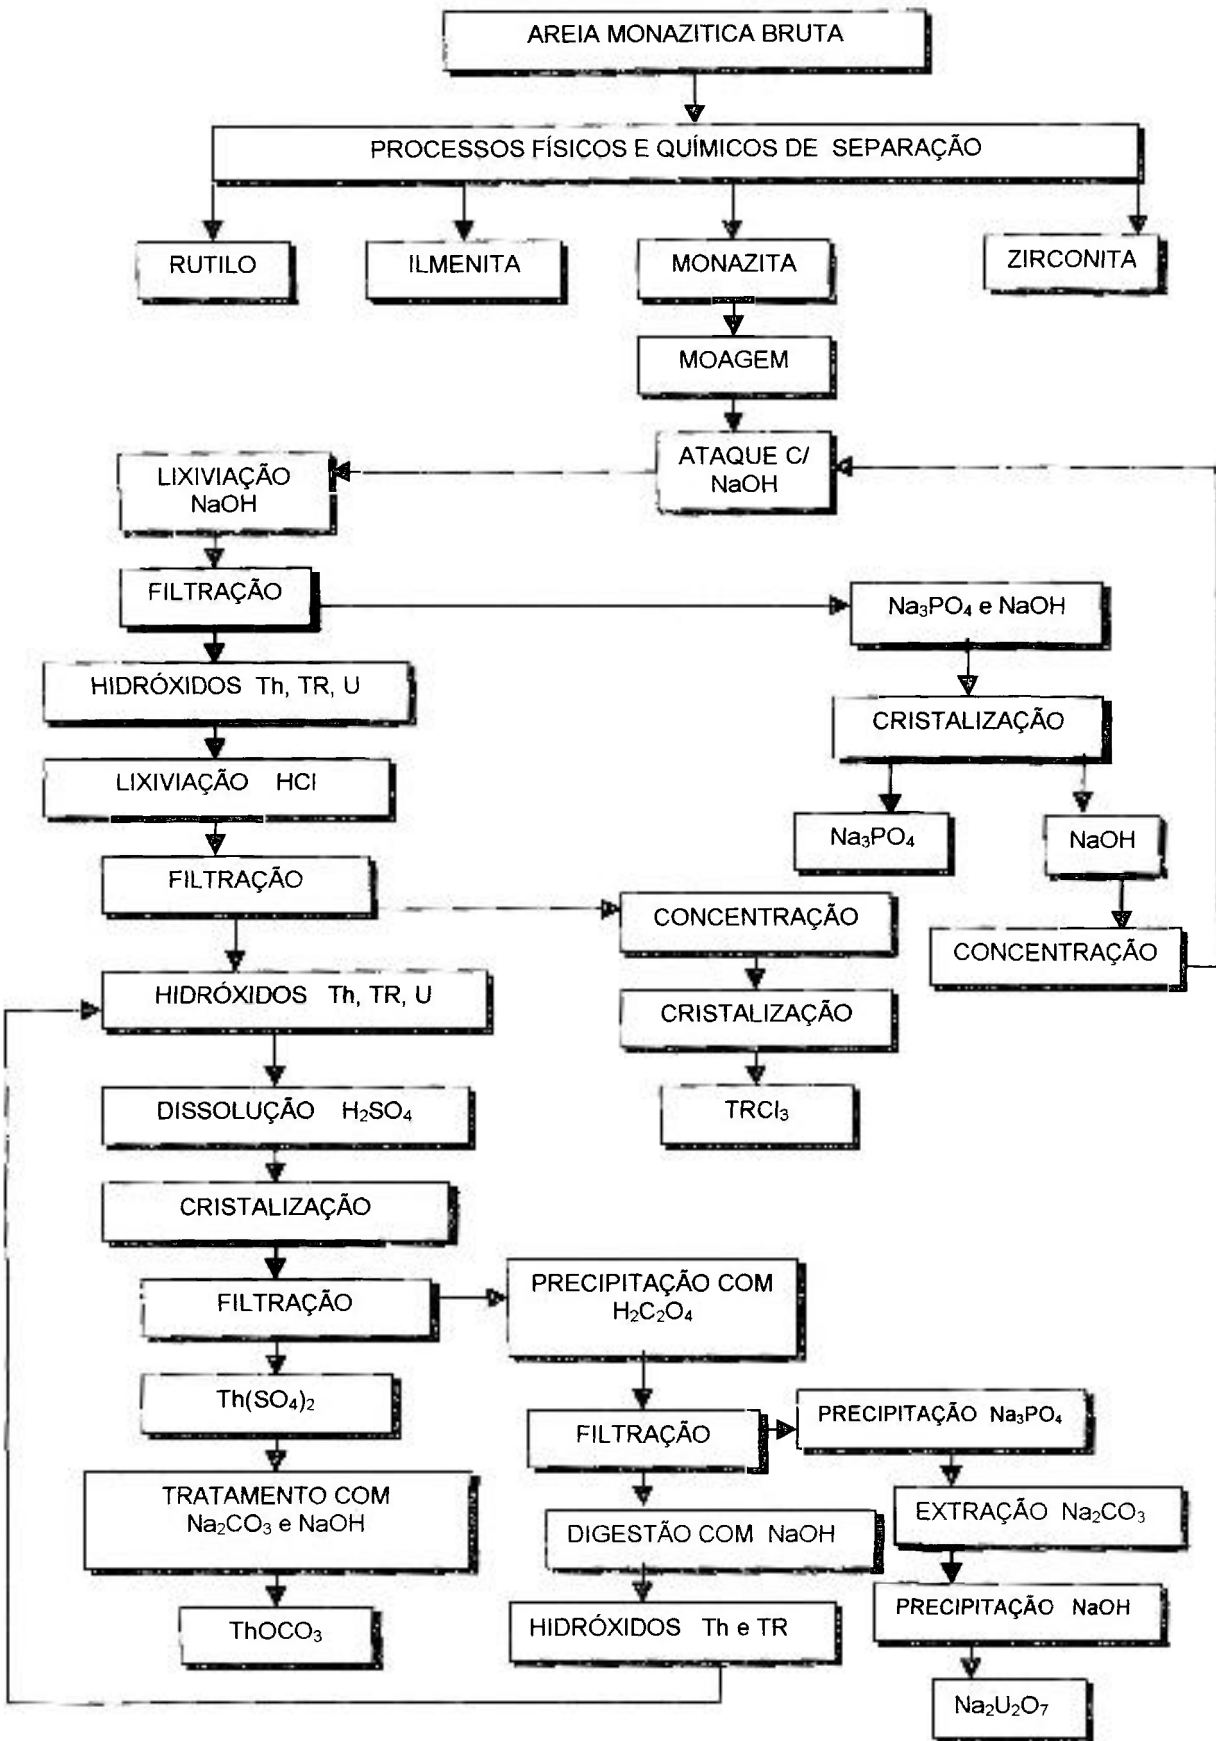 AREIA MONAZITICA BRUTA
PROCESSOS FÍSICOS E QUÍMICOS DE SEPARAÇÃO
RUTILO
ILMENITA
MONAZITA
ZIRCONITA
MOAGEM
ATAQUE C/
NaOH
LIXIVIAÇÃO
NaOH
FILTRAÇÃO
Na₃PO₄ e NaOH
HIDRÓXIDOS Th, TR, U
CRISTALIZAÇÃO
LIXIVIAÇÃO HCl
Na₃PO₄
NaOH
FILTRAÇÃO
CONCENTRAÇÃO
CONCENTRAÇÃO
HIDRÓXIDOS Th, TR, U
CRISTALIZAÇÃO
DISSOLUÇÃO H₂SO₄
TRCl₃
CRISTALIZAÇÃO
FILTRAÇÃO
PRECIPITAÇÃO COM
H₂C₂O₄
Th(SO₄)₂
FILTRAÇÃO
PRECIPITAÇÃO Na₃PO₄
TRATAMENTO COM
Na₂CO₃ e NaOH
DIGESTÃO COM NaOH
EXTRAÇÃO Na₂CO₃
ThOCO₃
HIDRÓXIDOS Th e TR
PRECIPITAÇÃO NaOH
Na₂U₂O₇